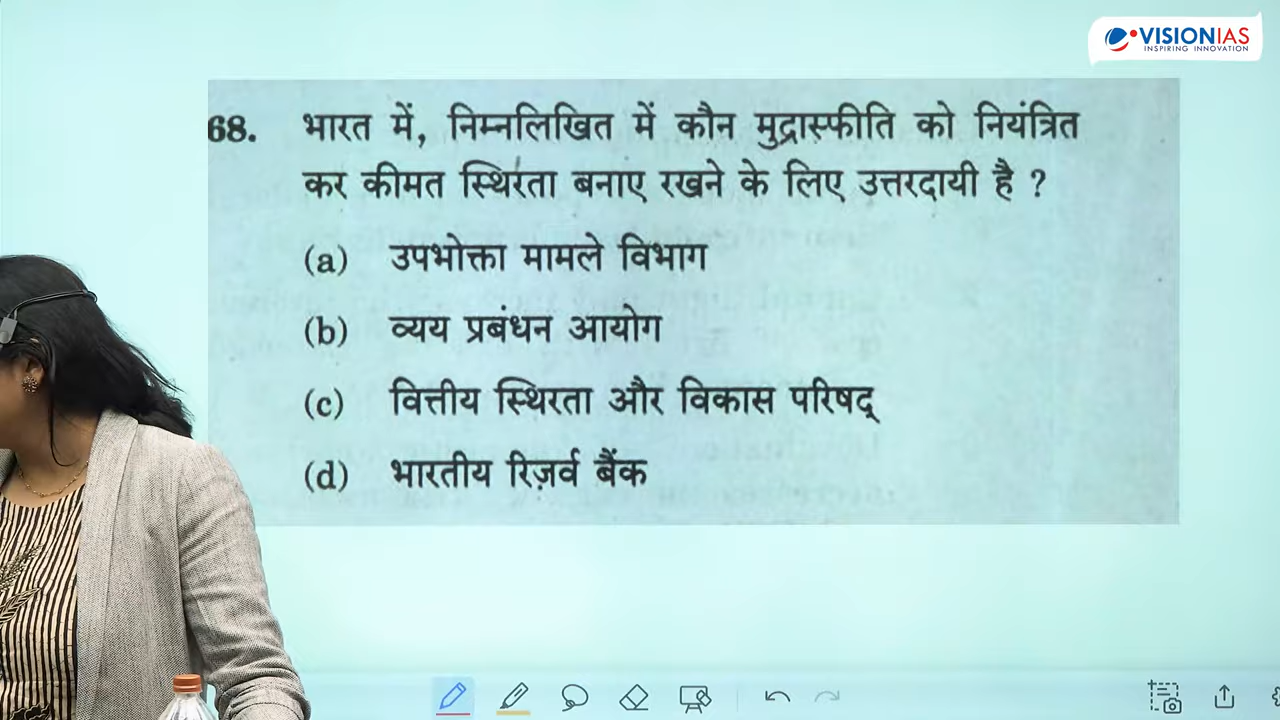 VISIONIAS
INSPIRING INNOVATION
68. भारत में, निम्नलिखित में कौन मुद्रास्फीति को नियंत्रित
कर कीमत स्थिरता बनाए रखने के लिए उत्तरदायी है ?
(a) उपभोक्ता मामले विभाग
(b) व्यय प्रबंधन आयोग
(c) वित्तीय स्थिरता और विकास परिषद्
(d) भारतीय रिज़र्व बैंक